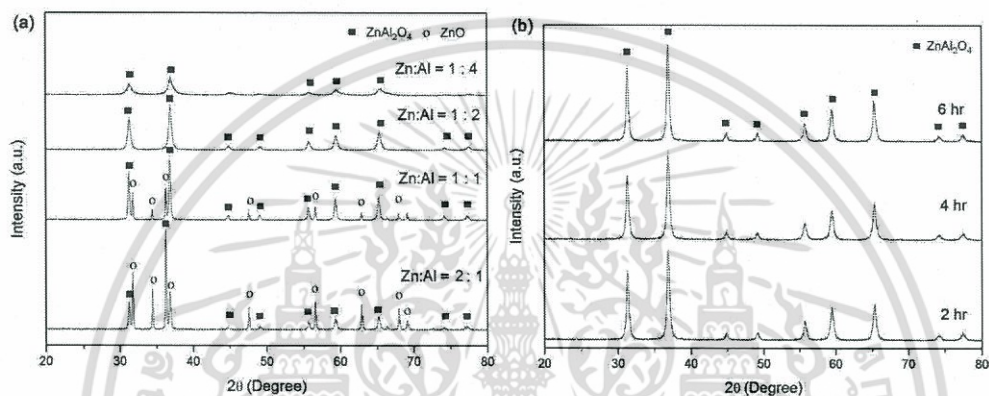 (a)
■ ZnAl₂O₄ o ZnO
Zn:Al = 1 : 4
Zn:Al = 1 : 2
Zn:Al = 1 : 1
Zn:Al = 2 : 1
Intensity (a.u.)
20 30 40 50 60 70 80
2θ (Degree)
(b)
■ ZnAl₂O₄
6 hr
4 hr
2 hr
Intensity (a.u.)
20 30 40 50 60 70 80
2θ (Degree)